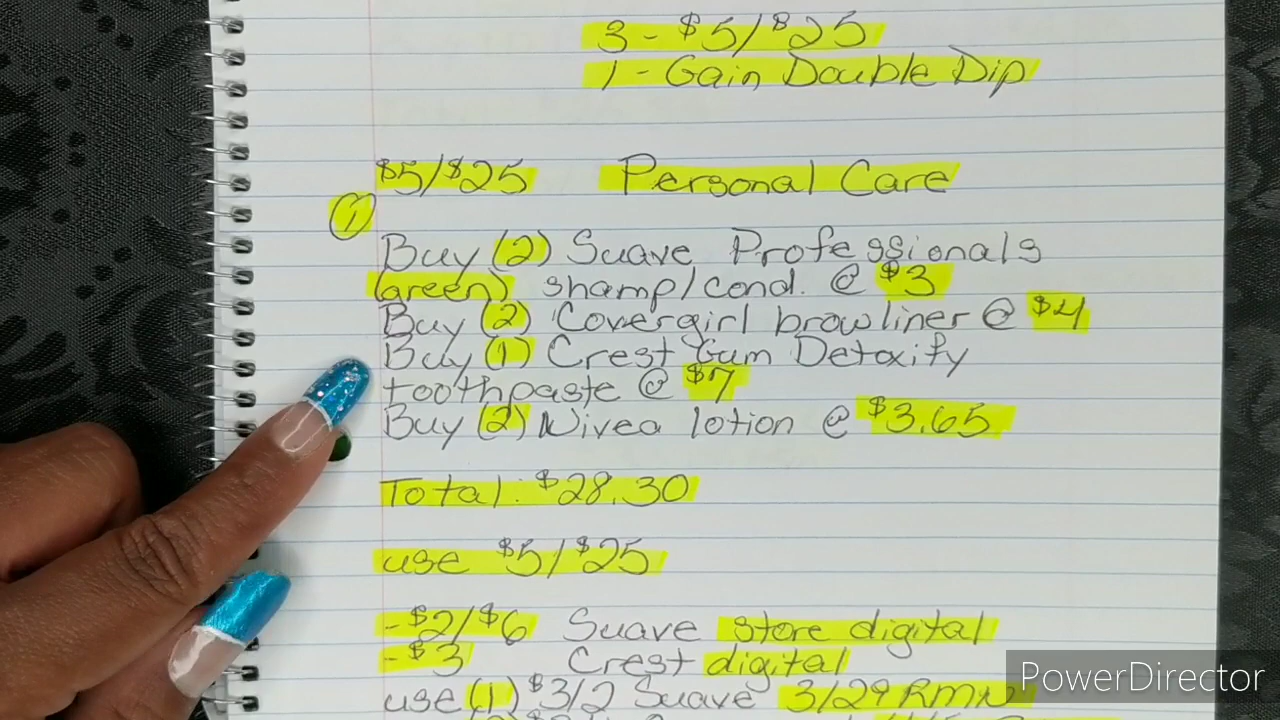 3 - $5/$25
1 - Gain Double Dip
$5/$25 Personal Care
1
Buy (2) Suave Professionals
(green) shamp/cond. @ $3
Buy (2) Covergirl browliner @ $4
Buy (1) Crest Gum Detoxify
toothpaste @ $7
Buy (2) Nivea lotion @ $3.65
Total: $28.30
use $5/$25
-$2/$6 Suave store digital
-$3 Crest digital
use (1) $3/2 Suave 3/29 RMN
PowerDirector